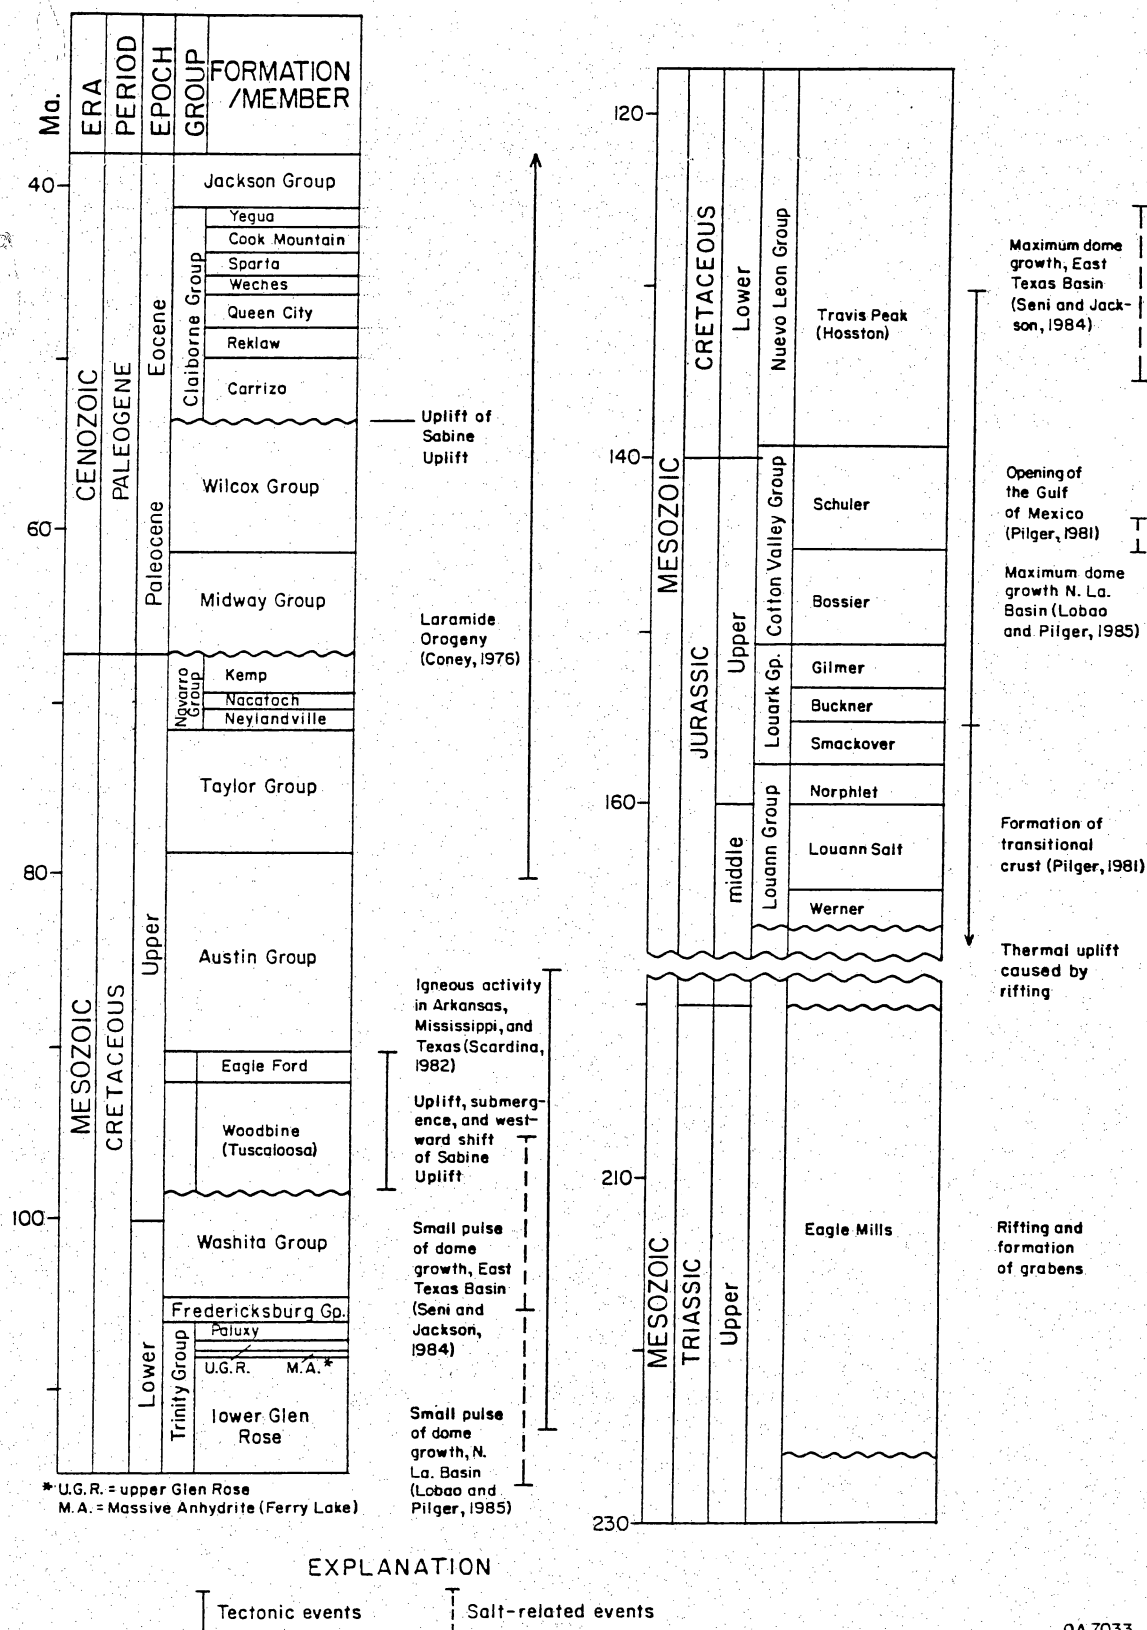 Ma.
ERA
PERIOD
EPOCH
GROUP
FORMATION
/MEMBER
40
60
80
100
CENOZOIC
MESOZOIC
PALEOGENE
CRETACEOUS
Eocene
Paleocene
Upper
Lower
Jackson Group
Claiborne Group
Yegua
Cook Mountain
Sparta
Weches
Queen City
Reklaw
Carrizo
Wilcox Group
Midway Group
Navarro
Group
Kemp
Nacatoch
Neylandville
Taylor Group
Austin Group
Eagle Ford
Woodbine
(Tuscaloosa)
Washita Group
Fredericksburg Gp.
Trinity Group
Paluxy
U.G.R.
M.A.*
lower Glen
Rose
* U.G.R. = upper Glen Rose
M.A. = Massive Anhydrite (Ferry Lake)
Uplift of
Sabine
Uplift
Laramide
Orogeny
(Coney, 1976)
Igneous activity
in Arkansas,
Mississippi, and
Texas (Scardina,
1982)
Uplift, submerg-
ence, and west-
ward shift
of Sabine
Uplift
Small pulse
of dome
growth, East
Texas Basin
(Seni and
Jackson,
1984)
Small pulse
of dome
growth, N.
La. Basin
(Lobao and
Pilger, 1985)
120
140
160
210
230
MESOZOIC
CRETACEOUS
JURASSIC
Lower
Upper
middle
Nuevo Leon Group
Travis Peak
(Hosston)
Cotton Valley Group
Schuler
Bossier
Louark Gp.
Gilmer
Buckner
Smackover
Louann Group
Norphlet
Louann Salt
Werner
MESOZOIC
TRIASSIC
Upper
Eagle Mills
Maximum dome
growth, East
Texas Basin
(Seni and Jack-
son, 1984)
Opening of
the Gulf
of Mexico
(Pilger, 1981)
Maximum dome
growth N. La.
Basin (Lobao
and Pilger, 1985)
Formation of
transitional
crust (Pilger, 1981)
Thermal uplift
caused by
rifting
Rifting and
formation
of grabens
EXPLANATION
Tectonic events
Salt-related events
QA 7033